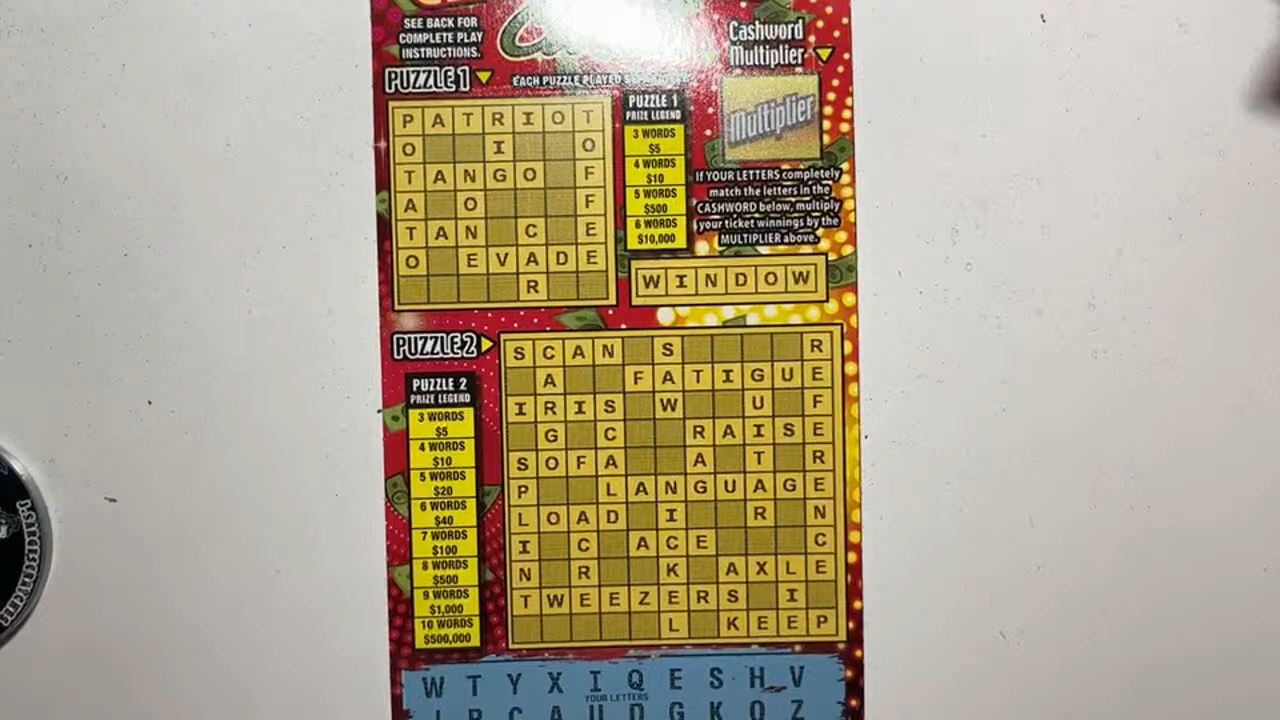 SEE BACK FOR
COMPLETE PLAY
INSTRUCTIONS.
Cashword
Multiplier
PUZZLE 1
EACH PUZZLE PLAYED
Multiplier
PATRIOT
O I O
TANGO F
A O F
TAN C E
O EVADE
R
PUZZLE 1
PRIZE LEGEND
3 WORDS
$5
4 WORDS
$10
5 WORDS
$500
6 WORDS
$10,000
If YOUR LETTERS completely
match the letters in the
CASHWORD below, multiply
your ticket winnings by the
MULTIPLIER above.
WINDOW
PUZZLE 2
PUZZLE 2
PRIZE LEGEND
3 WORDS
$5
4 WORDS
$10
5 WORDS
$20
6 WORDS
$40
7 WORDS
$100
8 WORDS
$500
9 WORDS
$1,000
10 WORDS
$500,000
SCAN S R
A FATIGUE
IRIS W U F
G C RAISE
SOFA A T R
P LANGUAGE
LOAD I R N
I C ACE C
N R K AXLE
TWEEZERS I
L KEEP
W T Y X I Q E S H V
YOUR LETTERS